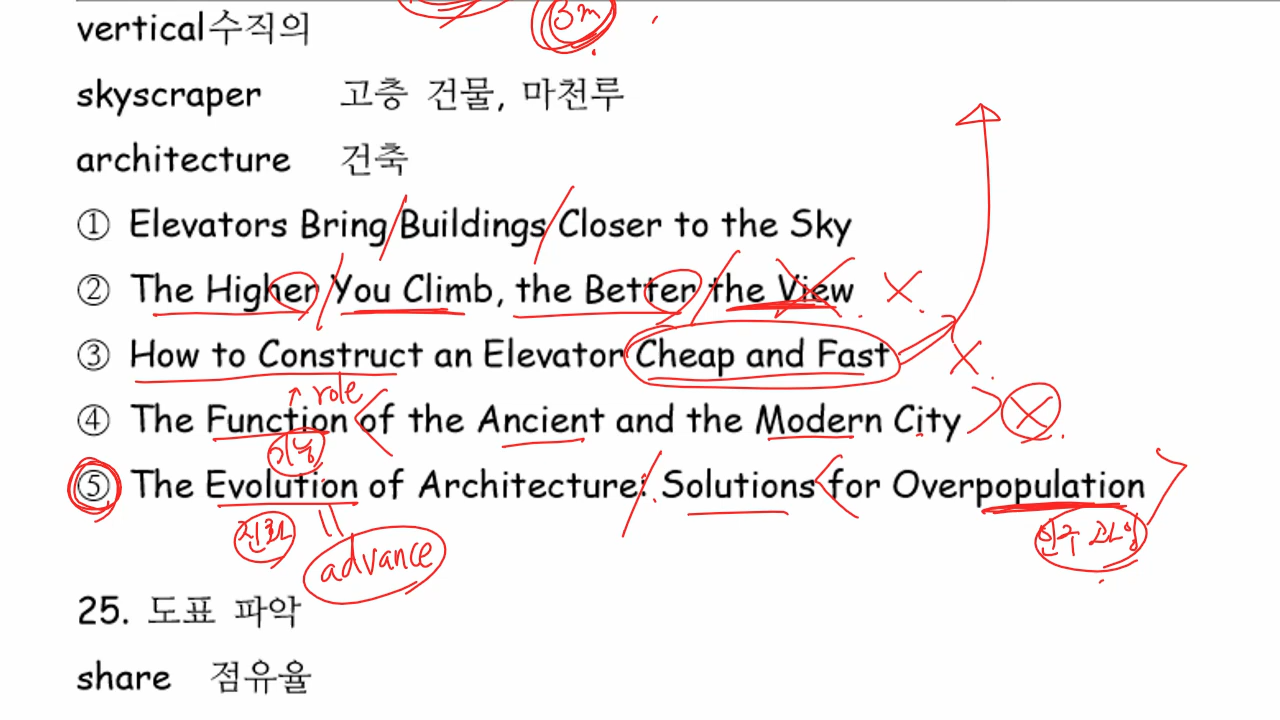 3m
vertical수직의
skyscraper 고층 건물, 마천루
architecture 건축
① Elevators Bring Buildings Closer to the Sky
② The Higher You Climb, the Better the View
③ How to Construct an Elevator Cheap and Fast
role
④ The Function of the Ancient and the Modern City
기능
⑤ The Evolution of Architecture: Solutions for Overpopulation
진화 advance 인구 과잉
25. 도표 파악
share 점유율